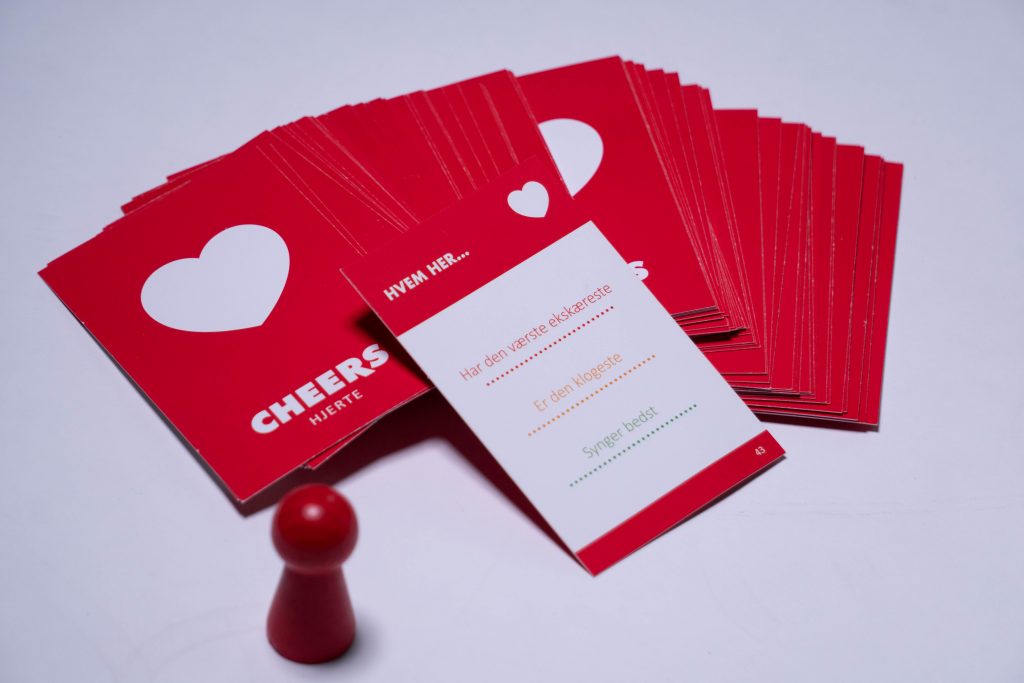 CHEERS
HJERTE
S
HVEM HER...
Har den værste ekskæreste
Er den klogeste
Synger bedst
43